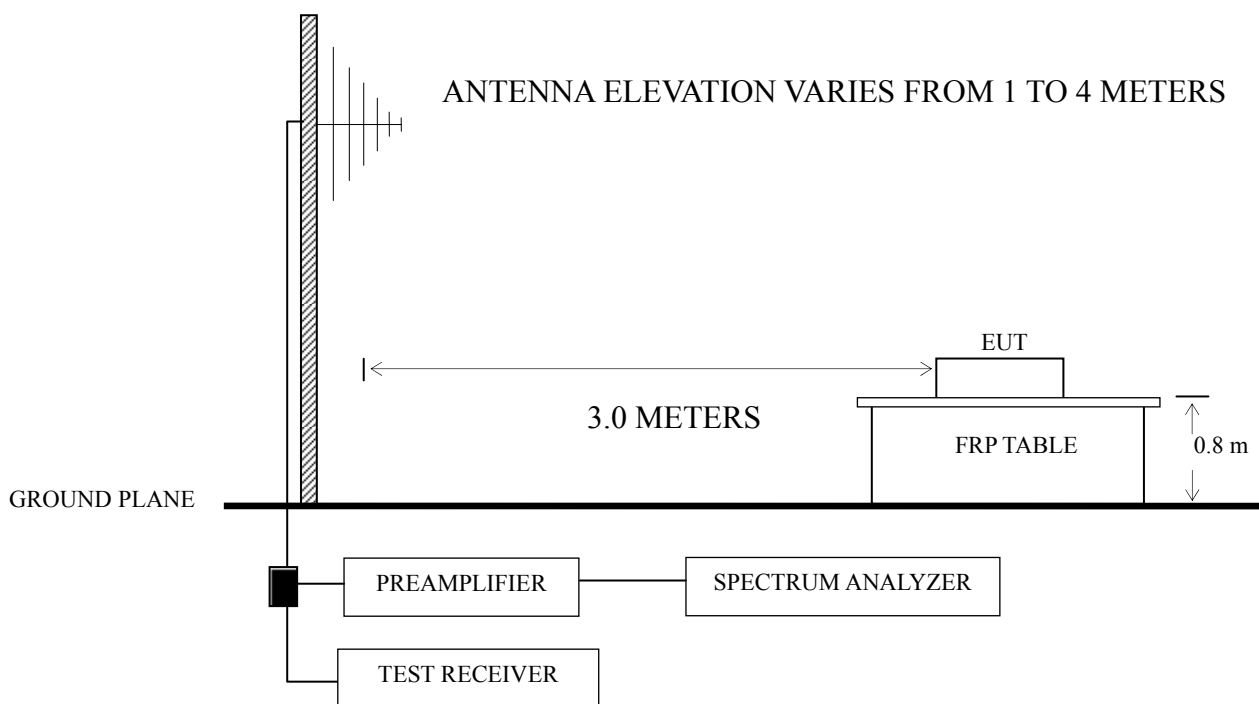 ANTENNA ELEVATION VARIES FROM 1 TO 4 METERS
EUT
3.0 METERS
FRP TABLE
0.8 m
GROUND PLANE
PREAMPLIFIER
SPECTRUM ANALYZER
TEST RECEIVER